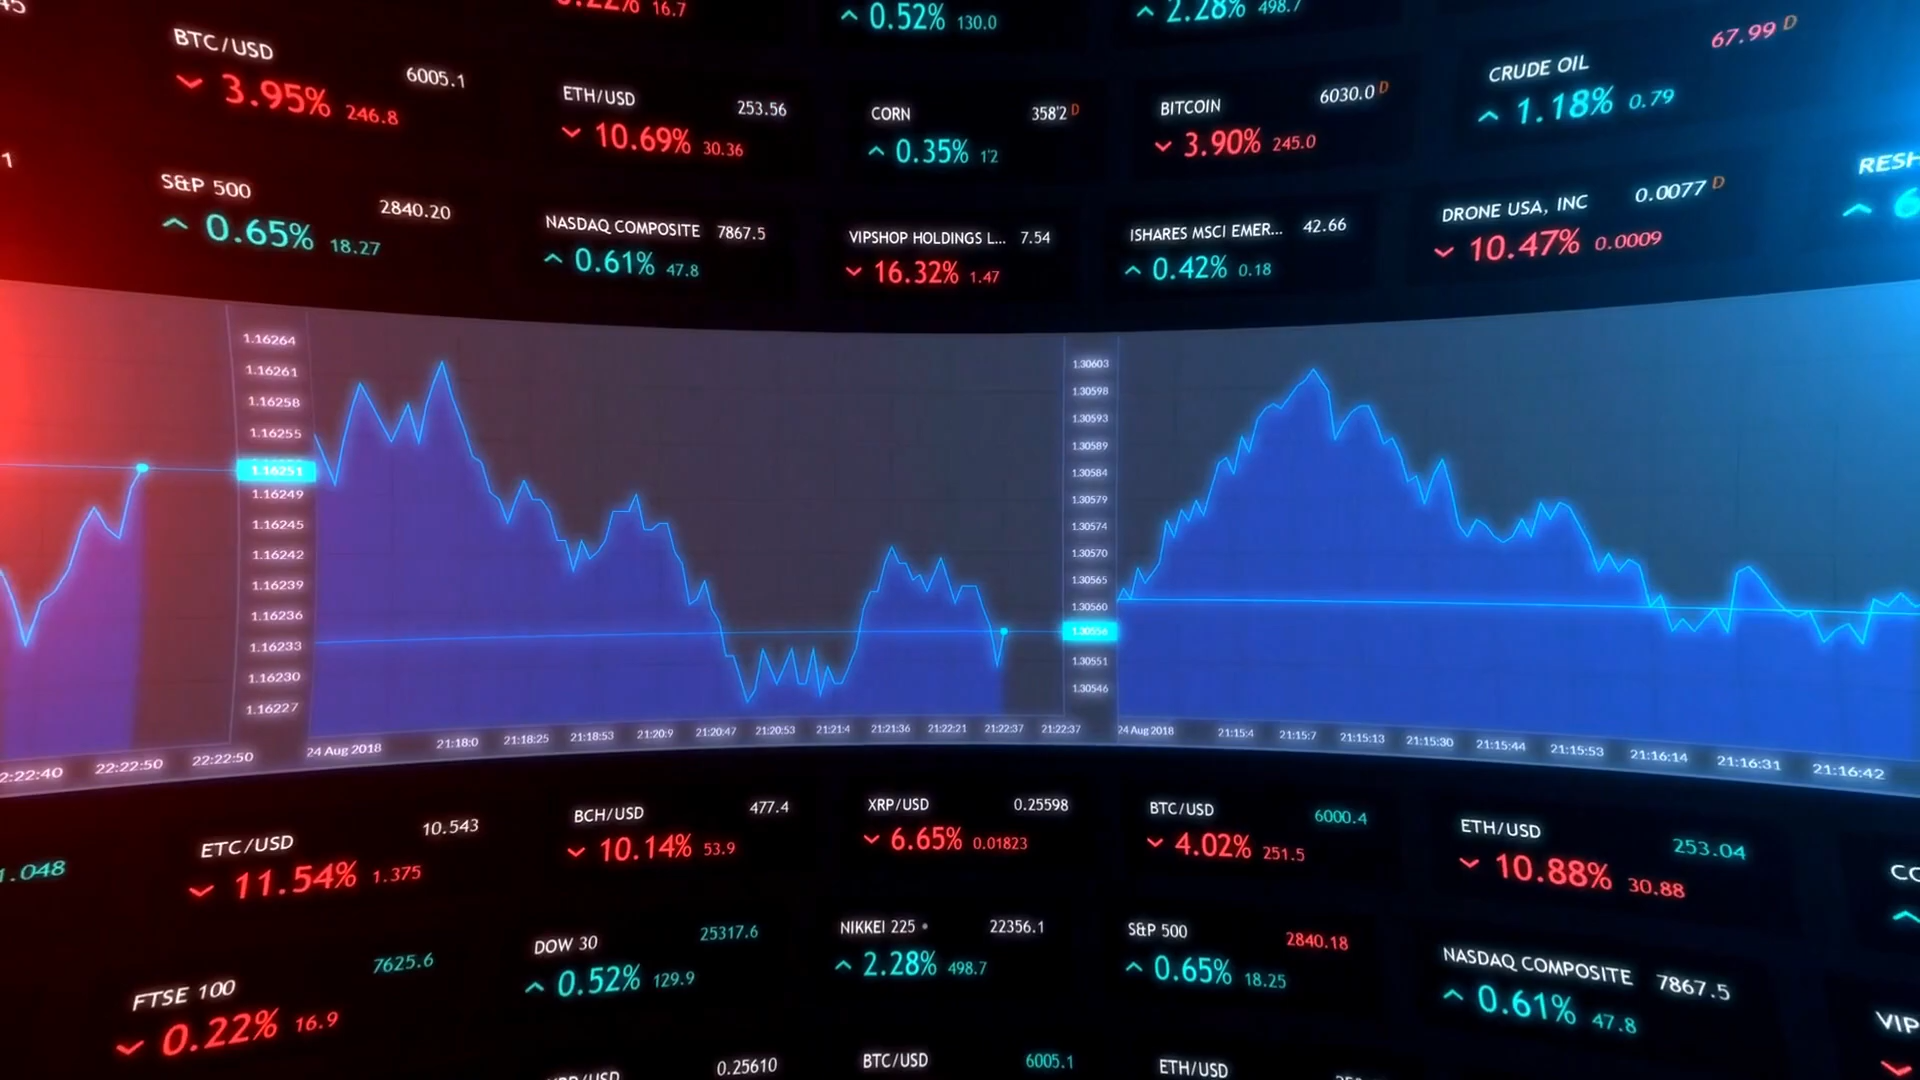 16.7
0.52% 130.0
2.28% 498.7
67.99 D
BTC/USD 6005.1
3.95% 246.8
ETH/USD 253.56
10.69% 30.36
CORN 358'2 D
0.35% 1'2
BITCOIN 6030.0 D
3.90% 245.0
CRUDE OIL
1.18% 0.79
S&P 500 2840.20
0.65% 18.27
NASDAQ COMPOSITE 7867.5
0.61% 47.8
VIPSHOP HOLDINGS L... 7.54
16.32% 1.47
ISHARES MSCI EMER... 42.66
0.42% 0.18
DRONE USA, INC 0.0077 D
10.47% 0.0009
RESH
6
1.16264
1.16261
1.16258
1.16255
1.16251
1.16249
1.16245
1.16242
1.16239
1.16236
1.16233
1.16230
1.16227
1.30603
1.30598
1.30593
1.30589
1.30584
1.30579
1.30574
1.30570
1.30565
1.30560
1.30556
1.30551
1.30546
2:22:40 22:22:50 22:22:50
24 Aug 2018 21:18:0 21:18:25 21:18:53 21:20:9 21:20:47 21:20:53 21:21:4 21:21:36 21:22:21 21:22:37 21:22:37
24 Aug 2018 21:15:4 21:15:7 21:15:13 21:15:30 21:15:44 21:15:53 21:16:14 21:16:31 21:16:42
1.048
ETC/USD 10.543
11.54% 1.375
BCH/USD 477.4
10.14% 53.9
XRP/USD 0.25598
6.65% 0.01823
BTC/USD 6000.4
4.02% 251.5
ETH/USD 253.04
10.88% 30.88
CO
FTSE 100 7625.6
0.22% 16.9
DOW 30 25317.6
0.52% 129.9
NIKKEI 225 • 22356.1
2.28% 498.7
S&P 500 2840.18
0.65% 18.25
NASDAQ COMPOSITE 7867.5
0.61% 47.8
VIP
0.25610
BTC/USD 6005.1
ETH/USD